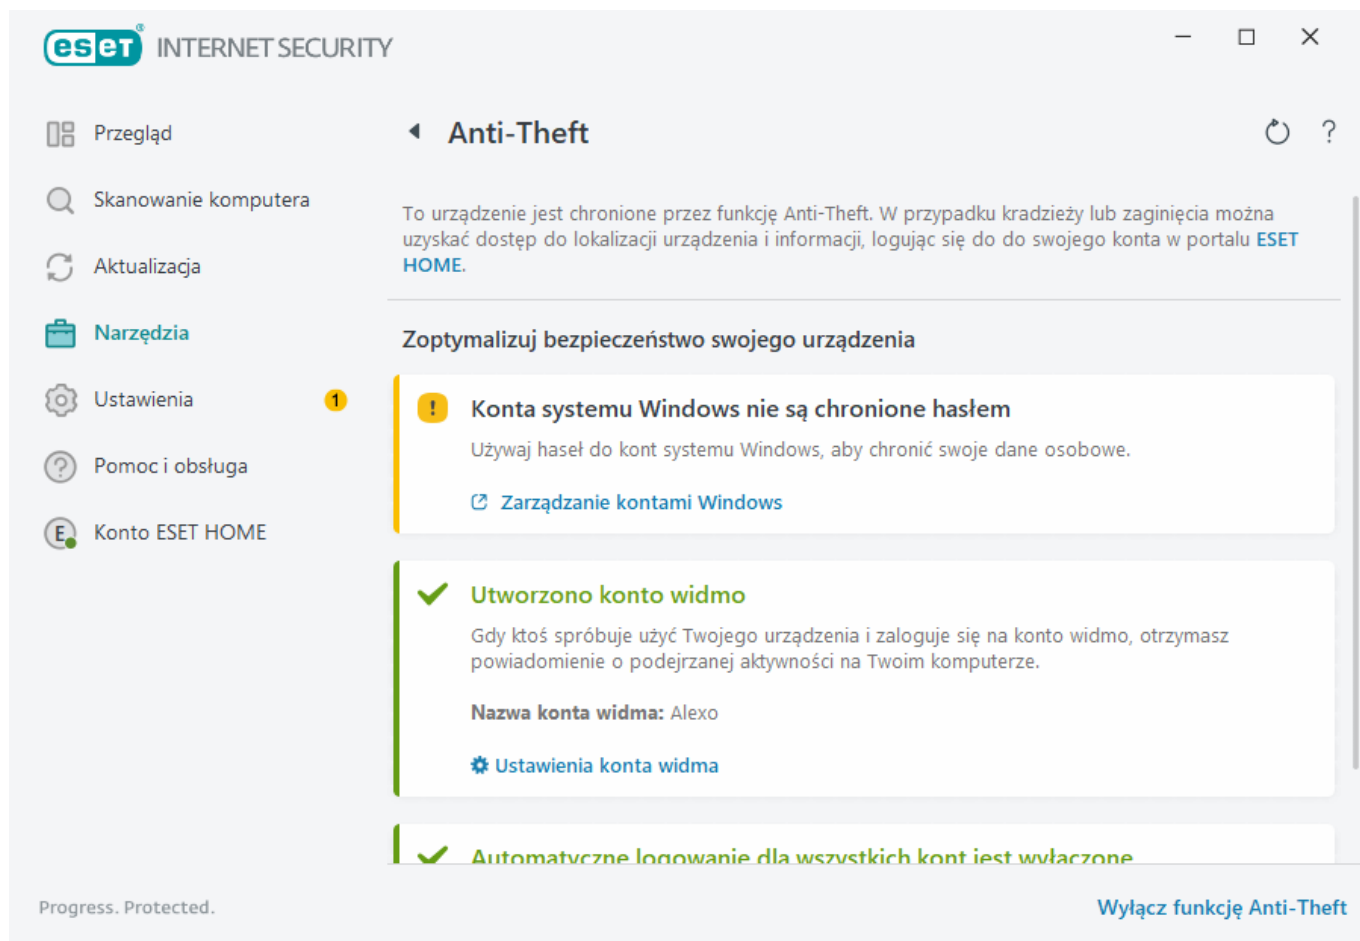 eset® INTERNET SECURITY
Przegląd
Skanowanie komputera
Aktualizacja
Narzędzia
Ustawienia 1
Pomoc i obsługa
E Konto ESET HOME
Anti-Theft ?
To urządzenie jest chronione przez funkcję Anti-Theft. W przypadku kradzieży lub zaginięcia można
uzyskać dostęp do lokalizacji urządzenia i informacji, logując się do do swojego konta w portalu ESET
HOME.
Zoptymalizuj bezpieczeństwo swojego urządzenia
! Konta systemu Windows nie są chronione hasłem
Używaj haseł do kont systemu Windows, aby chronić swoje dane osobowe.
Zarządzanie kontami Windows
Utworzono konto widmo
Gdy ktoś spróbuje użyć Twojego urządzenia i zaloguje się na konto widmo, otrzymasz
powiadomienie o podejrzanej aktywności na Twoim komputerze.
Nazwa konta widma: Alexo
Ustawienia konta widma
Automatyczne logowanie dla wszystkich kont jest wyłączone
Progress. Protected.
Wyłącz funkcję Anti-Theft